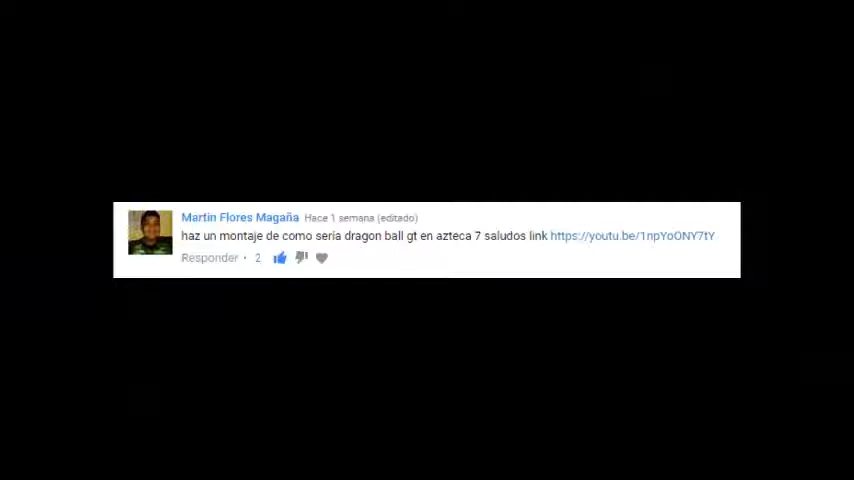 Martin Flores Magaña Hace 1 semana (editado)
haz un montaje de como sería dragon ball gt en azteca 7 saludos link https://youtu.be/1npYoONY7tY
Responder • 2